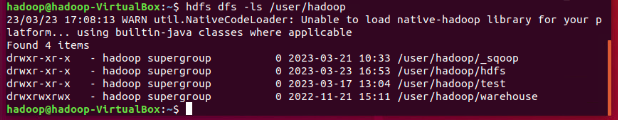 hadoop@hadoop-VirtualBox:~$ hdfs dfs -ls /user/hadoop
23/03/23 17:08:13 WARN util.NativeCodeLoader: Unable to load native-hadoop library for your p
latform... using builtin-java classes where applicable
Found 4 items
drwxr-xr-x   - hadoop supergroup          0 2023-03-21 10:33 /user/hadoop/_sqoop
drwxr-xr-x   - hadoop supergroup          0 2023-03-23 16:53 /user/hadoop/hdfs
drwxr-xr-x   - hadoop supergroup          0 2023-03-17 13:04 /user/hadoop/test
drwxrwxrwx   - hadoop supergroup          0 2022-11-21 15:11 /user/hadoop/warehouse
hadoop@hadoop-VirtualBox:~$